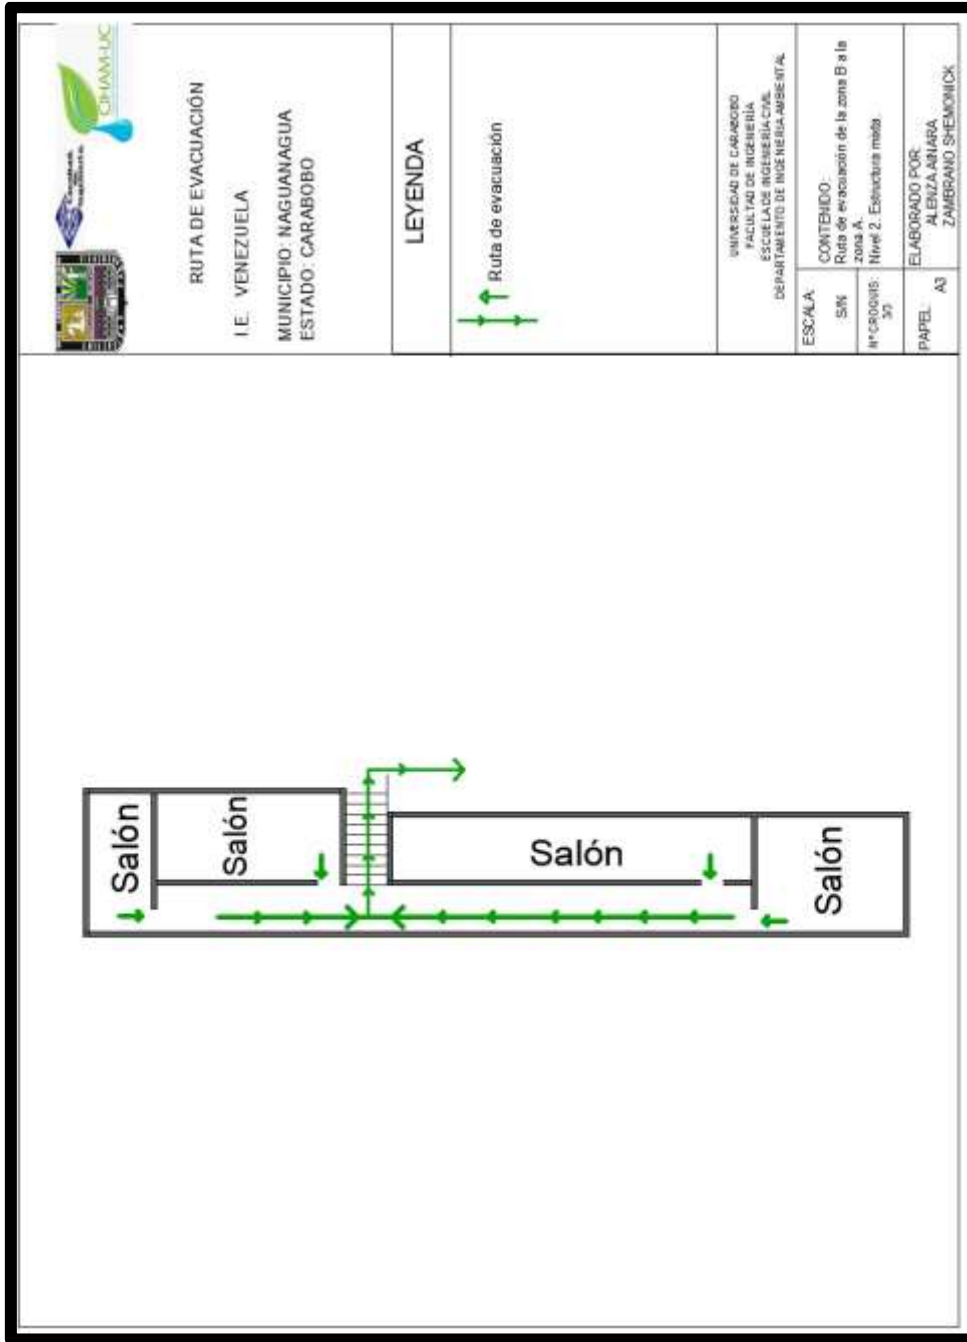 CIHAM-UC
RUTA DE EVACUACIÓN
I.E. VENEZUELA
MUNICIPIO: NAGUANAGUA
ESTADO: CARABOBO
LEYENDA
Ruta de evacuación
UNIVERSIDAD DE CARABOBO
FACULTAD DE INGENIERÍA
ESCUELA DE INGENIERÍA CIVIL
DEPARTAMENTO DE INGENIERIA AMBIENTAL
ESCALA
S/N
CONTENIDO:
Ruta de evacuación de la zona B a la
zona A.
Nivel 2. Estructura mixta
N° CROQUIS:
3/3
PAPEL: A3
ELABORADO POR:
ALENZA AINARA
ZAMBRANO SHEMONICK
Salón
Salón
Salón
Salón